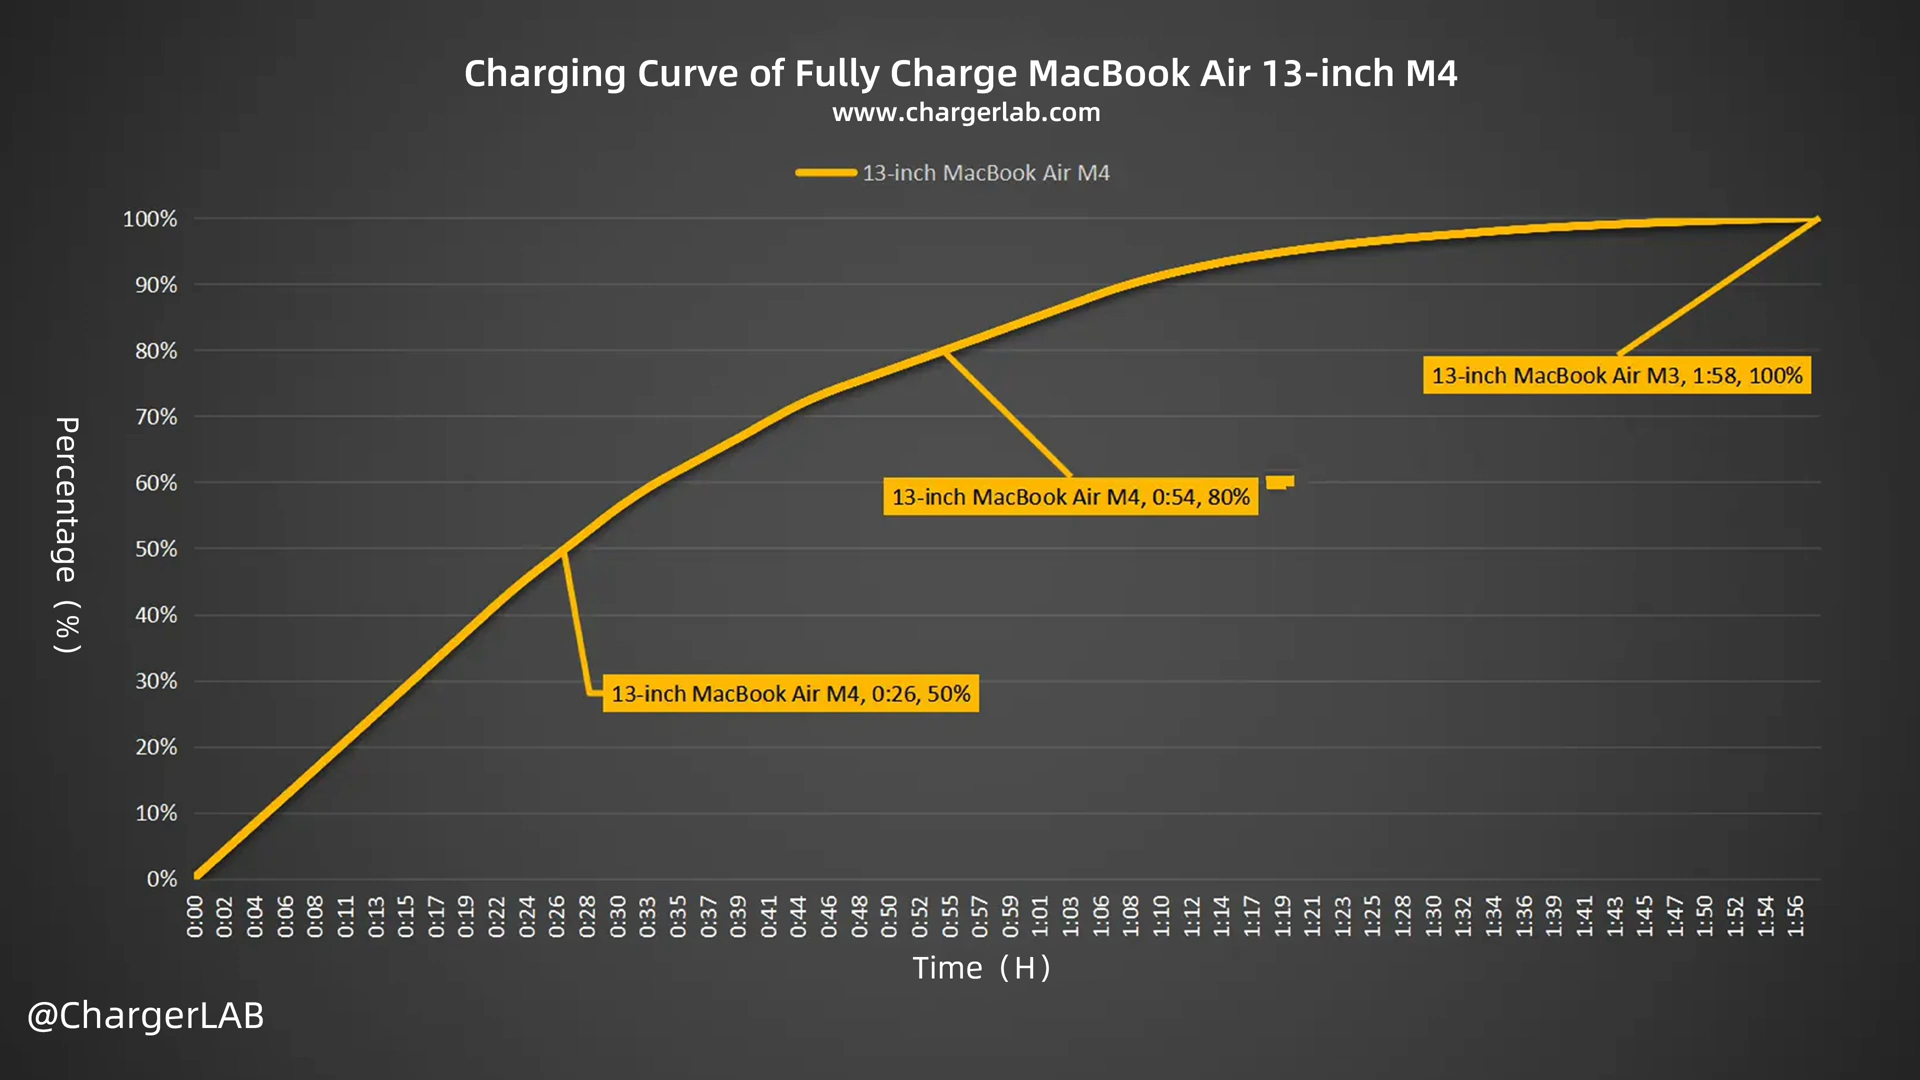 Charging Curve of Fully Charge MacBook Air 13-inch M4
www.chargerlab.com
13-inch MacBook Air M4
100%
90%
80%
70%
60%
50%
40%
30%
20%
10%
0%
Percentage（%）
13-inch MacBook Air M3, 1:58, 100%
13-inch MacBook Air M4, 0:54, 80%
13-inch MacBook Air M4, 0:26, 50%
0:00 0:02 0:04 0:06 0:08 0:11 0:13 0:15 0:17 0:19 0:22 0:24 0:26 0:28 0:30 0:33 0:35 0:37 0:39 0:41 0:44 0:46 0:48 0:50 0:52 0:55 0:57 0:59 1:01 1:03 1:06 1:08 1:10 1:12 1:14 1:17 1:19 1:21 1:23 1:25 1:28 1:30 1:32 1:34 1:36 1:39 1:41 1:43 1:45 1:47 1:50 1:52 1:54 1:56
Time（H）
@ChargerLAB